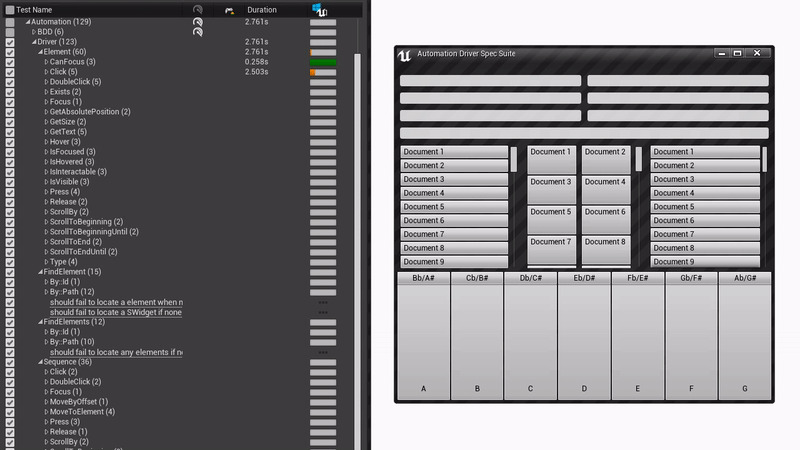 Test Name Duration
Automation (129) 2.761s
BDD (6)
Driver (123) 2.761s
Element (60) 2.761s
CanFocus (3) 0.258s
Click (5) 2.503s
DoubleClick (5)
Exists (2)
Focus (1)
GetAbsolutePosition (2)
GetSize (2)
GetText (5)
Hover (3)
IsFocused (3)
IsHovered (3)
IsInteractable (3)
IsVisible (3)
Press (4)
Release (2)
ScrollBy (2)
ScrollToBeginning (2)
ScrollToBeginningUntil (2)
ScrollToEnd (2)
ScrollToEndUntil (2)
Type (4)
FindElement (15)
By::Id (1)
By::Path (12)
should fail to locate a element when n
should fail to locate a SWidget if none
FindElements (12)
By::Id (1)
By::Path (10)
should fail to locate any elements if no
Sequence (36)
Click (2)
DoubleClick (2)
Focus (1)
MoveByOffset (1)
MoveToElement (4)
Press (3)
Release (1)
ScrollBy (2)
Automation Driver Spec Suite
Document 1
Document 2
Document 3
Document 4
Document 5
Document 6
Document 7
Document 8
Document 9
Document 1 Document 2
Document 3 Document 4
Document 5 Document 6
Document 7 Document 8
Document 1
Document 2
Document 3
Document 4
Document 5
Document 6
Document 7
Document 8
Document 9
Bb/A# Cb/B# Db/C# Eb/D# Fb/E# Gb/F# Ab/G#
A B C D E F G